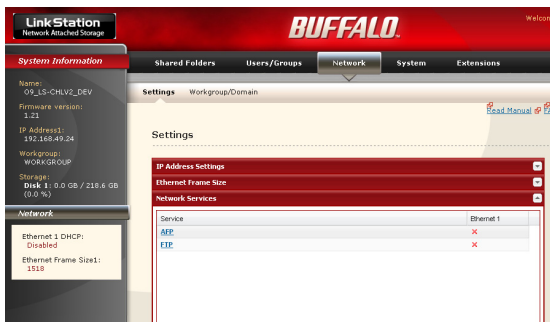 LinkStation
Network Attached Storage
BUFFALO
Welcom
System Information
Shared Folders Users/Groups Network System Extensions
Name:
O9_LS-CHLV2_DEV
Firmware version:
1.21
IP Address1:
192.168.49.24
Workgroup:
WORKGROUP
Storage:
Disk 1: 0.0 GB / 218.6 GB
(0.0 %)
Network
Ethernet 1 DHCP:
Disabled
Ethernet Frame Size1:
1518
Settings Workgroup/Domain
Read Manual
Settings
IP Address Settings
Ethernet Frame Size
Network Services
Service Ethernet 1
AFP
FTP